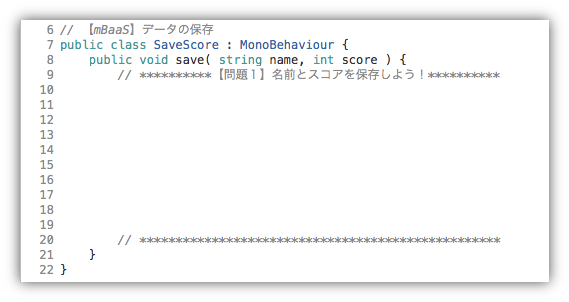 6 // 【mBaaS】データの保存
7 public class SaveScore : MonoBehaviour {
8     public void save( string name, int score ) {
9         // **********【問題１】名前とスコアを保存しよう！**********
10
11
12
13
14
15
16
17
18
19
20         // **************************************************
21     }
22 }